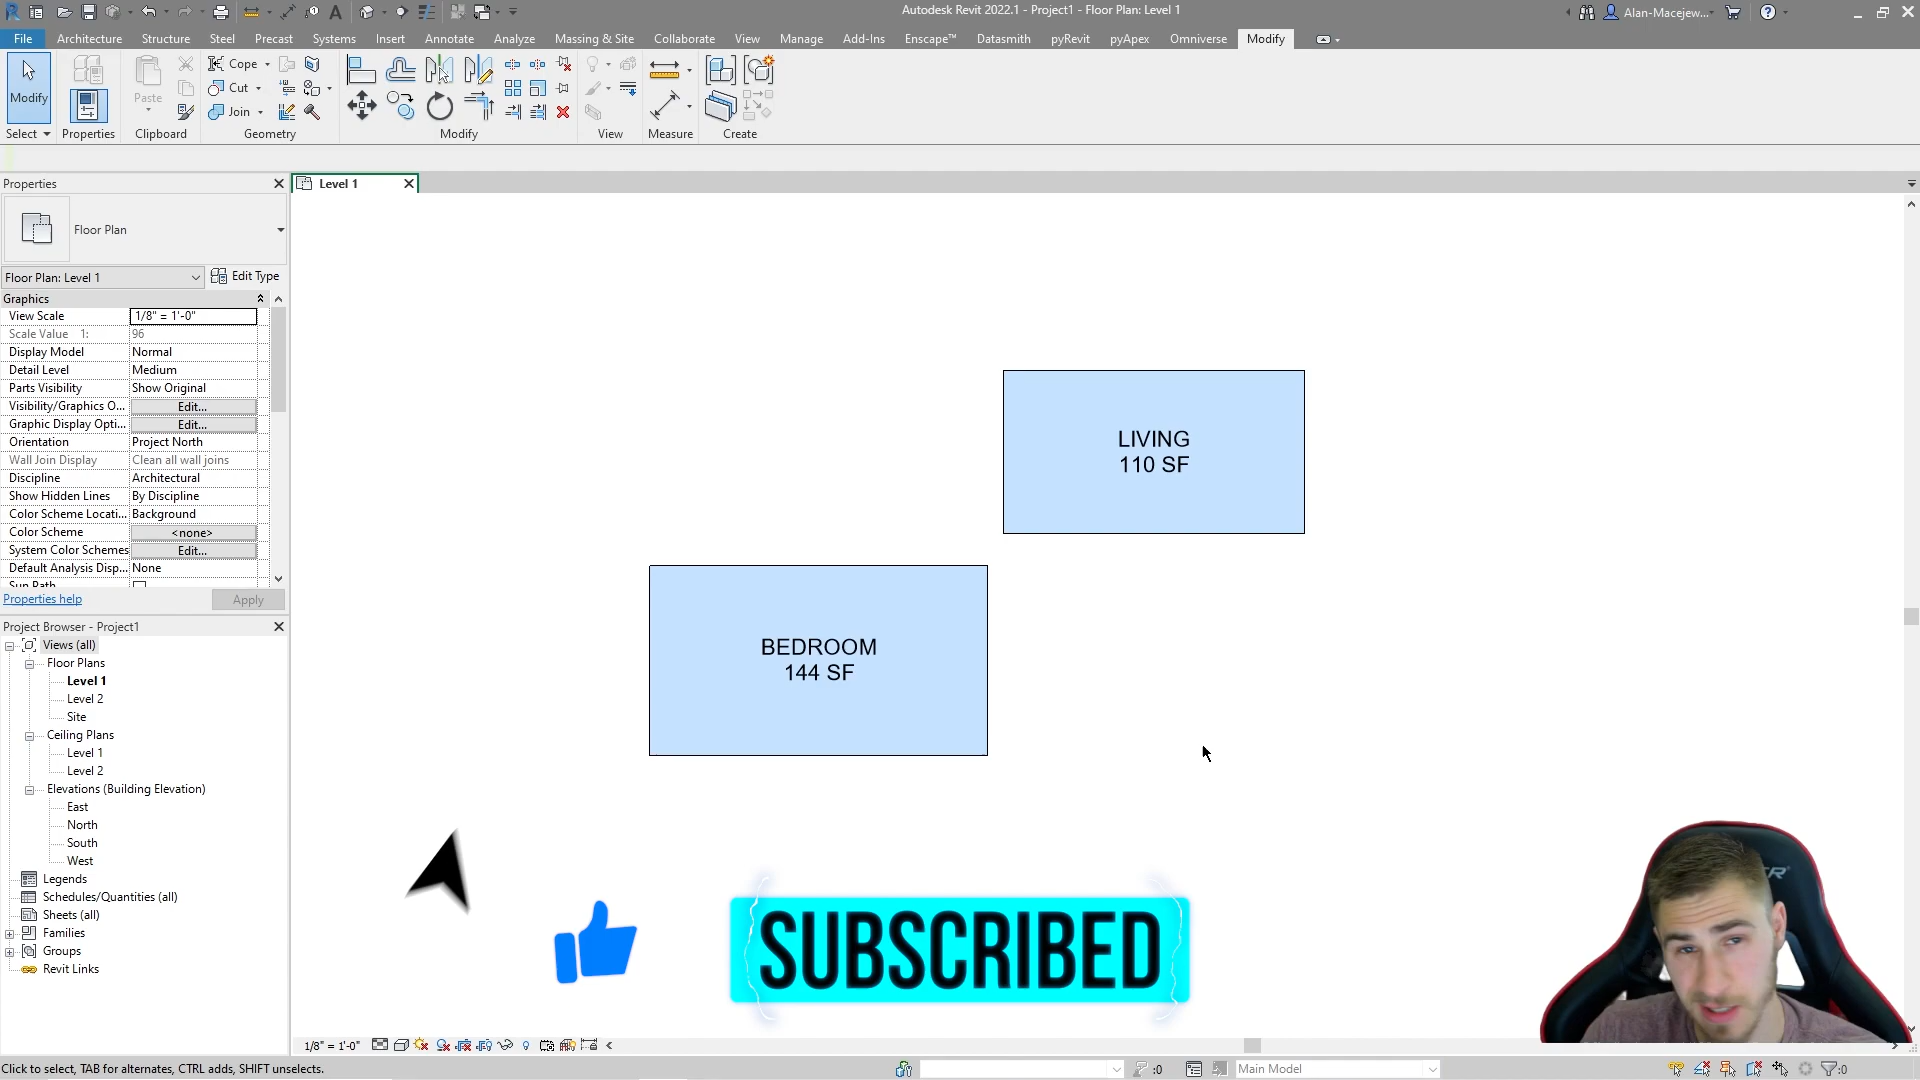 Autodesk Revit 2022.1 - Project1 - Floor Plan: Level 1
Alan-Macejew...
File Architecture Structure Steel Precast Systems Insert Annotate Analyze Massing & Site Collaborate View Manage Add-Ins Enscape™ Datasmith pyRevit pyApex Omniverse Modify
Modify
Paste
Cope
Cut
Join
Select Properties Clipboard Geometry Modify View Measure Create
Properties
Level 1
Floor Plan
Floor Plan: Level 1
Edit Type
Graphics
View Scale 1/8" = 1'-0"
Scale Value 1: 96
Display Model Normal
Detail Level Medium
Parts Visibility Show Original
Visibility/Graphics O... Edit...
Graphic Display Opti... Edit...
Orientation Project North
Wall Join Display Clean all wall joins
Discipline Architectural
Show Hidden Lines By Discipline
Color Scheme Locati... Background
Color Scheme <none>
System Color Schemes Edit...
Default Analysis Disp... None
Sun Path
Properties help
Apply
Project Browser - Project1
Views (all)
Floor Plans
Level 1
Level 2
Site
Ceiling Plans
Level 1
Level 2
Elevations (Building Elevation)
East
North
South
West
Legends
Schedules/Quantities (all)
Sheets (all)
Families
Groups
Revit Links
LIVING
110 SF
BEDROOM
144 SF
SUBSCRIBED
1/8" = 1'-0"
Click to select, TAB for alternates, CTRL adds, SHIFT unselects.
:0
Main Model
:0